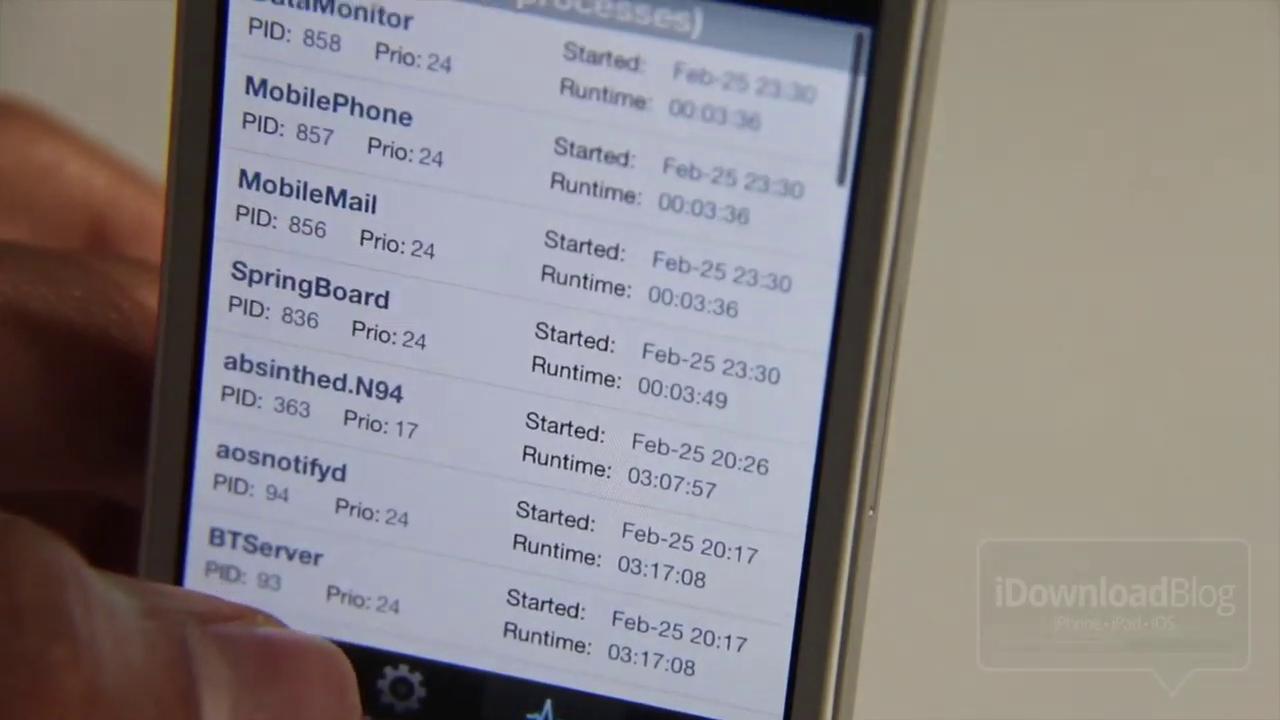 processes)
DataMonitor
PID: 858 Prio: 24 Started: Feb-25 23:30
Runtime: 00:03:36
MobilePhone
PID: 857 Prio: 24 Started: Feb-25 23:30
Runtime: 00:03:36
MobileMail
PID: 856 Prio: 24 Started: Feb-25 23:30
Runtime: 00:03:36
SpringBoard
PID: 836 Prio: 24 Started: Feb-25 23:30
Runtime: 00:03:49
absinthed.N94
PID: 363 Prio: 17 Started: Feb-25 20:26
Runtime: 03:07:57
aosnotifyd
PID: 94 Prio: 24 Started: Feb-25 20:17
Runtime: 03:17:08
BTServer
PID: 93 Prio: 24 Started: Feb-25 20:17
Runtime: 03:17:08
iDownloadBlog
iPhone • iPad • iOS